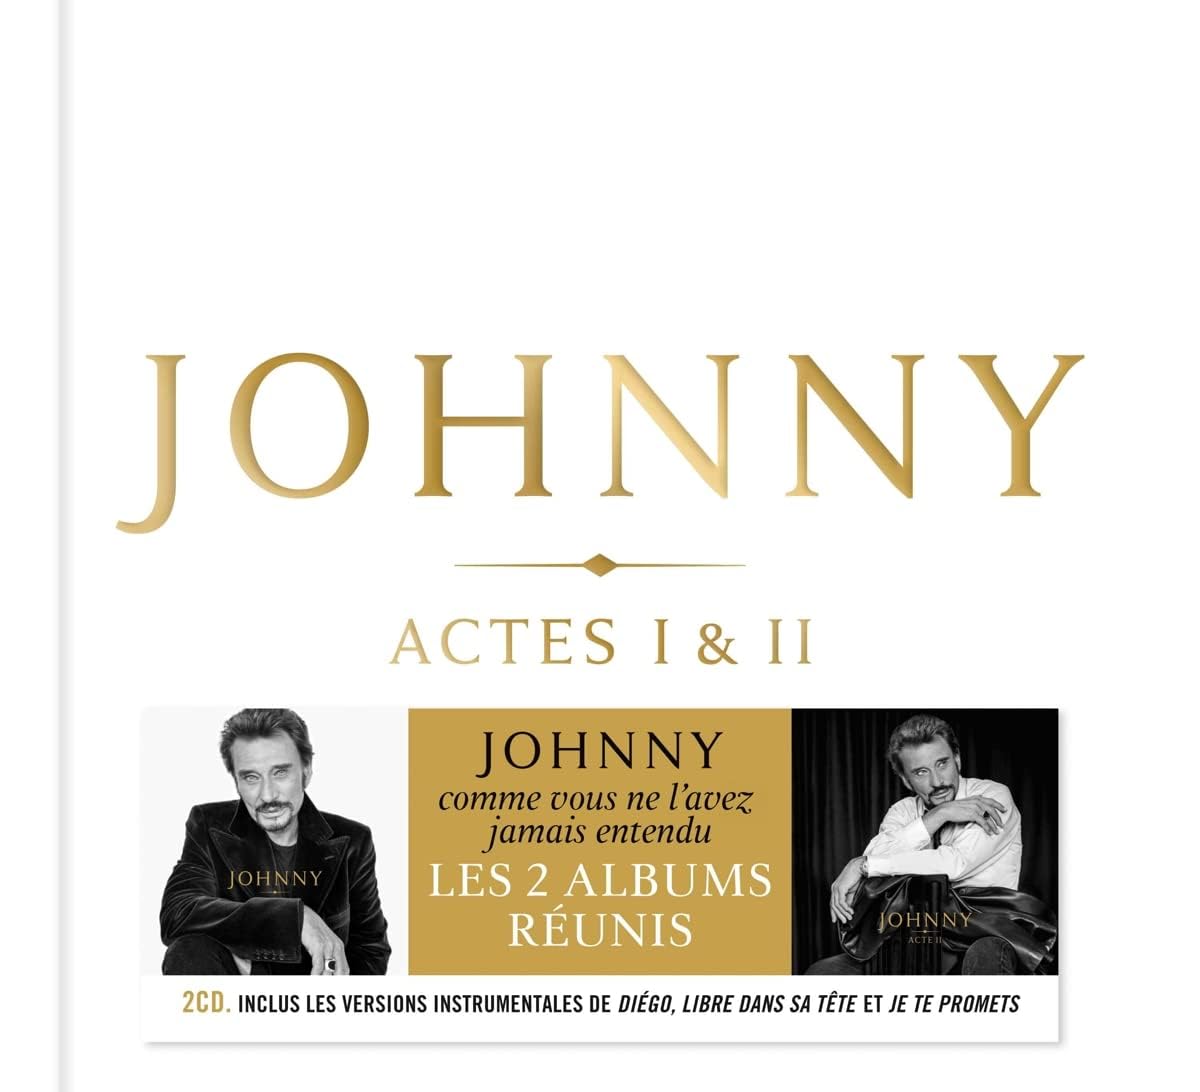 JOHNNY
ACTES I & II
JOHNNY
comme vous ne l'avez
jamais entendu
LES 2 ALBUMS
RÉUNIS
JOHNNY
JOHNNY
ACTE II
2CD. INCLUS LES VERSIONS INSTRUMENTALES DE DIÉGO, LIBRE DANS SA TÊTE ET JE TE PROMETS